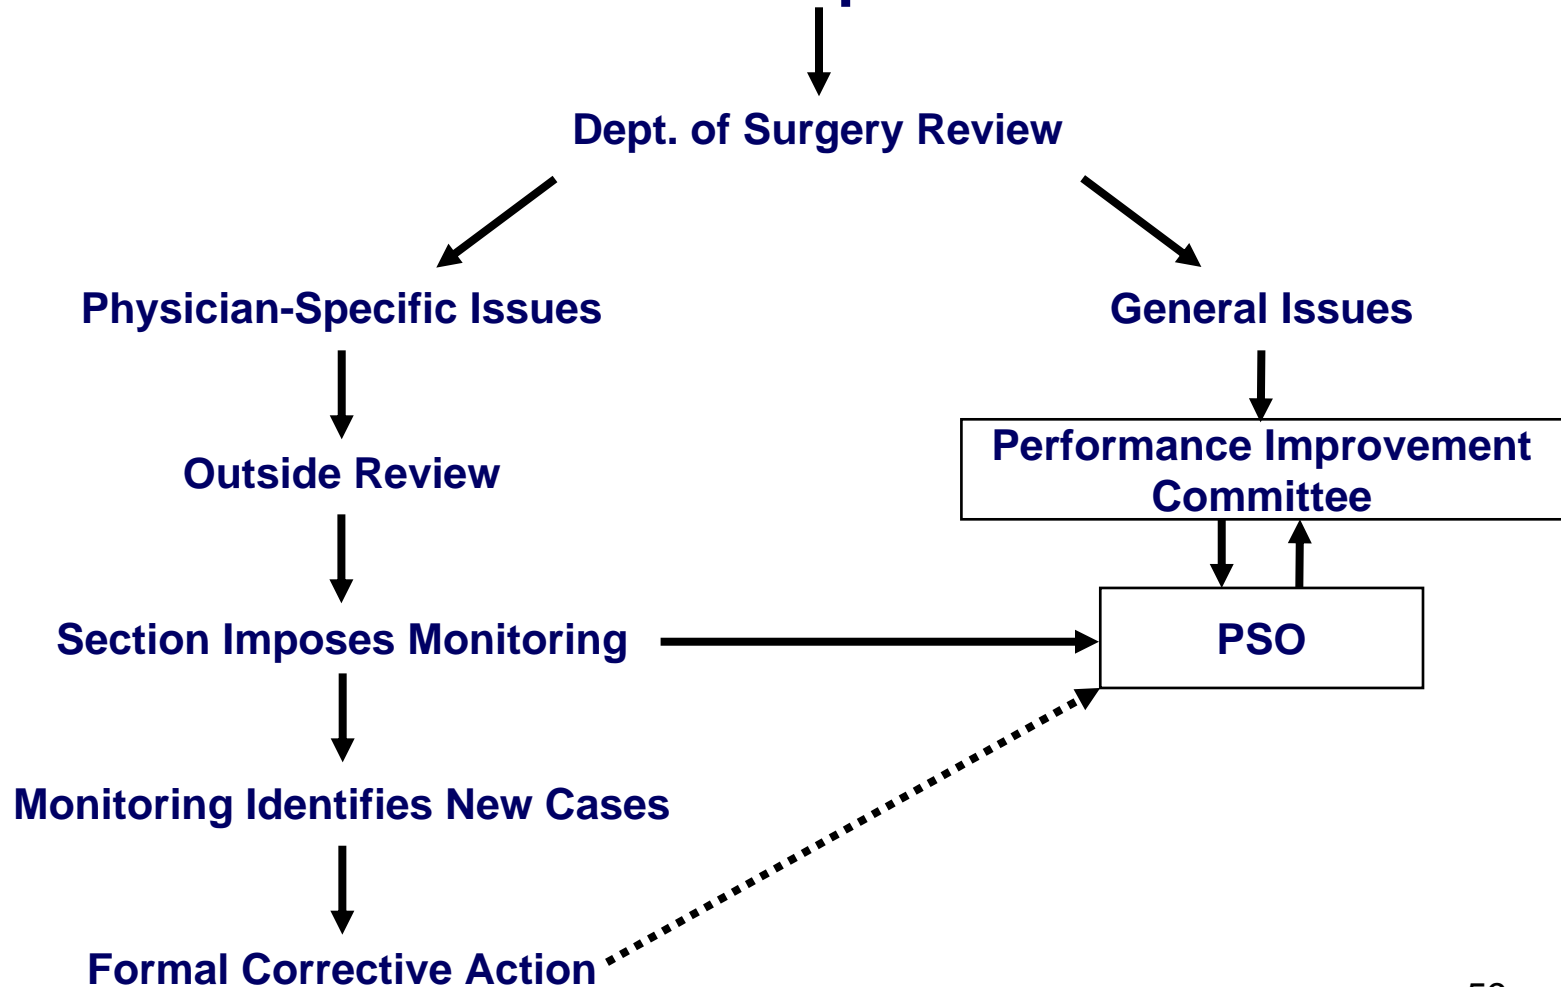 Dept. of Surgery Review
Physician-Specific Issues
General Issues
Performance Improvement
Committee
Outside Review
Section Imposes Monitoring
PSO
Monitoring Identifies New Cases
Formal Corrective Action